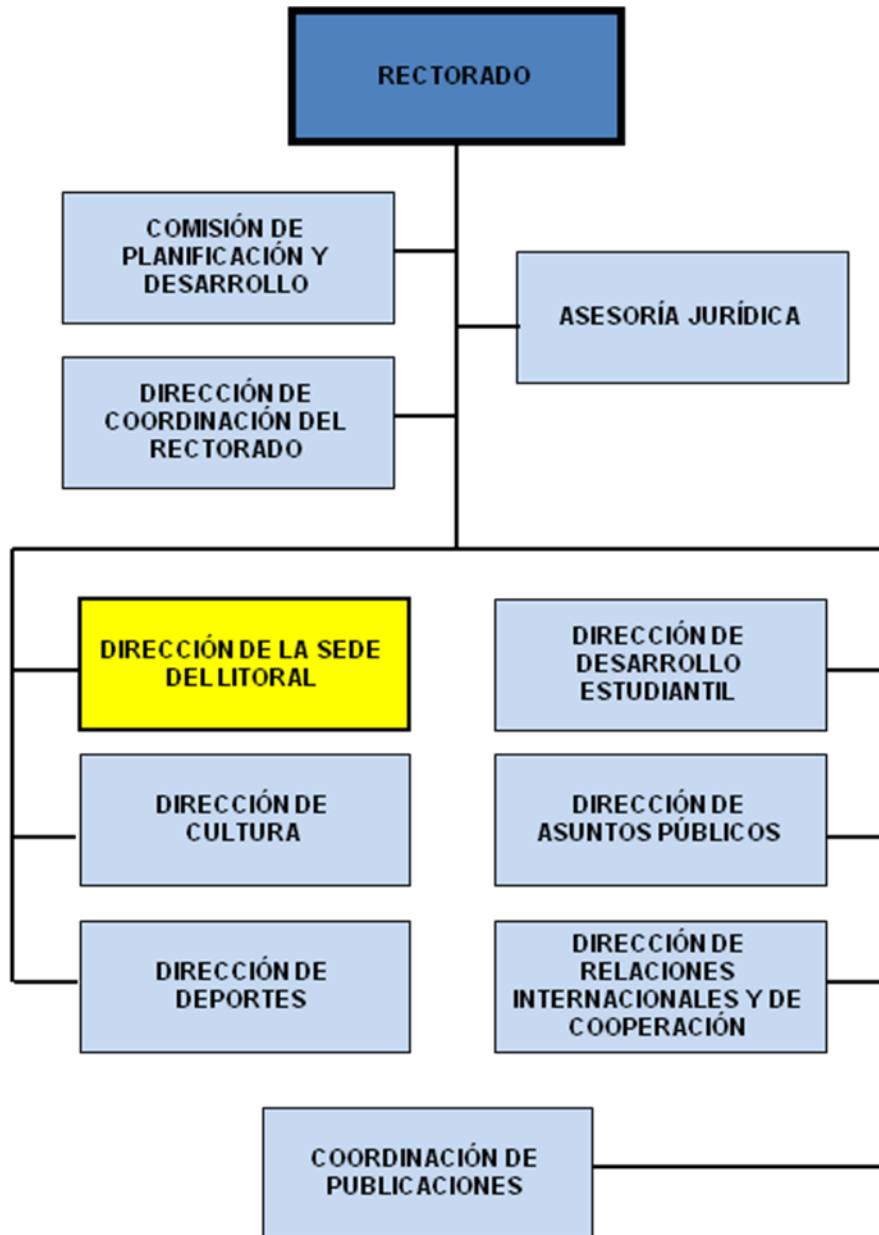 RECTORADO
COMISIÓN DE
PLANIFICACIÓN Y
DESARROLLO
ASESORÍA JURÍDICA
DIRECCIÓN DE
COORDINACIÓN DEL
RECTORADO
DIRECCIÓN DE LA SEDE
DEL LITORAL
DIRECCIÓN DE
DESARROLLO
ESTUDIANTIL
DIRECCIÓN DE
CULTURA
DIRECCIÓN DE
ASUNTOS PÚBLICOS
DIRECCIÓN DE
DEPORTES
DIRECCIÓN DE
RELACIONES
INTERNACIONALES Y DE
COOPERACIÓN
COORDINACIÓN DE
PUBLICACIONES